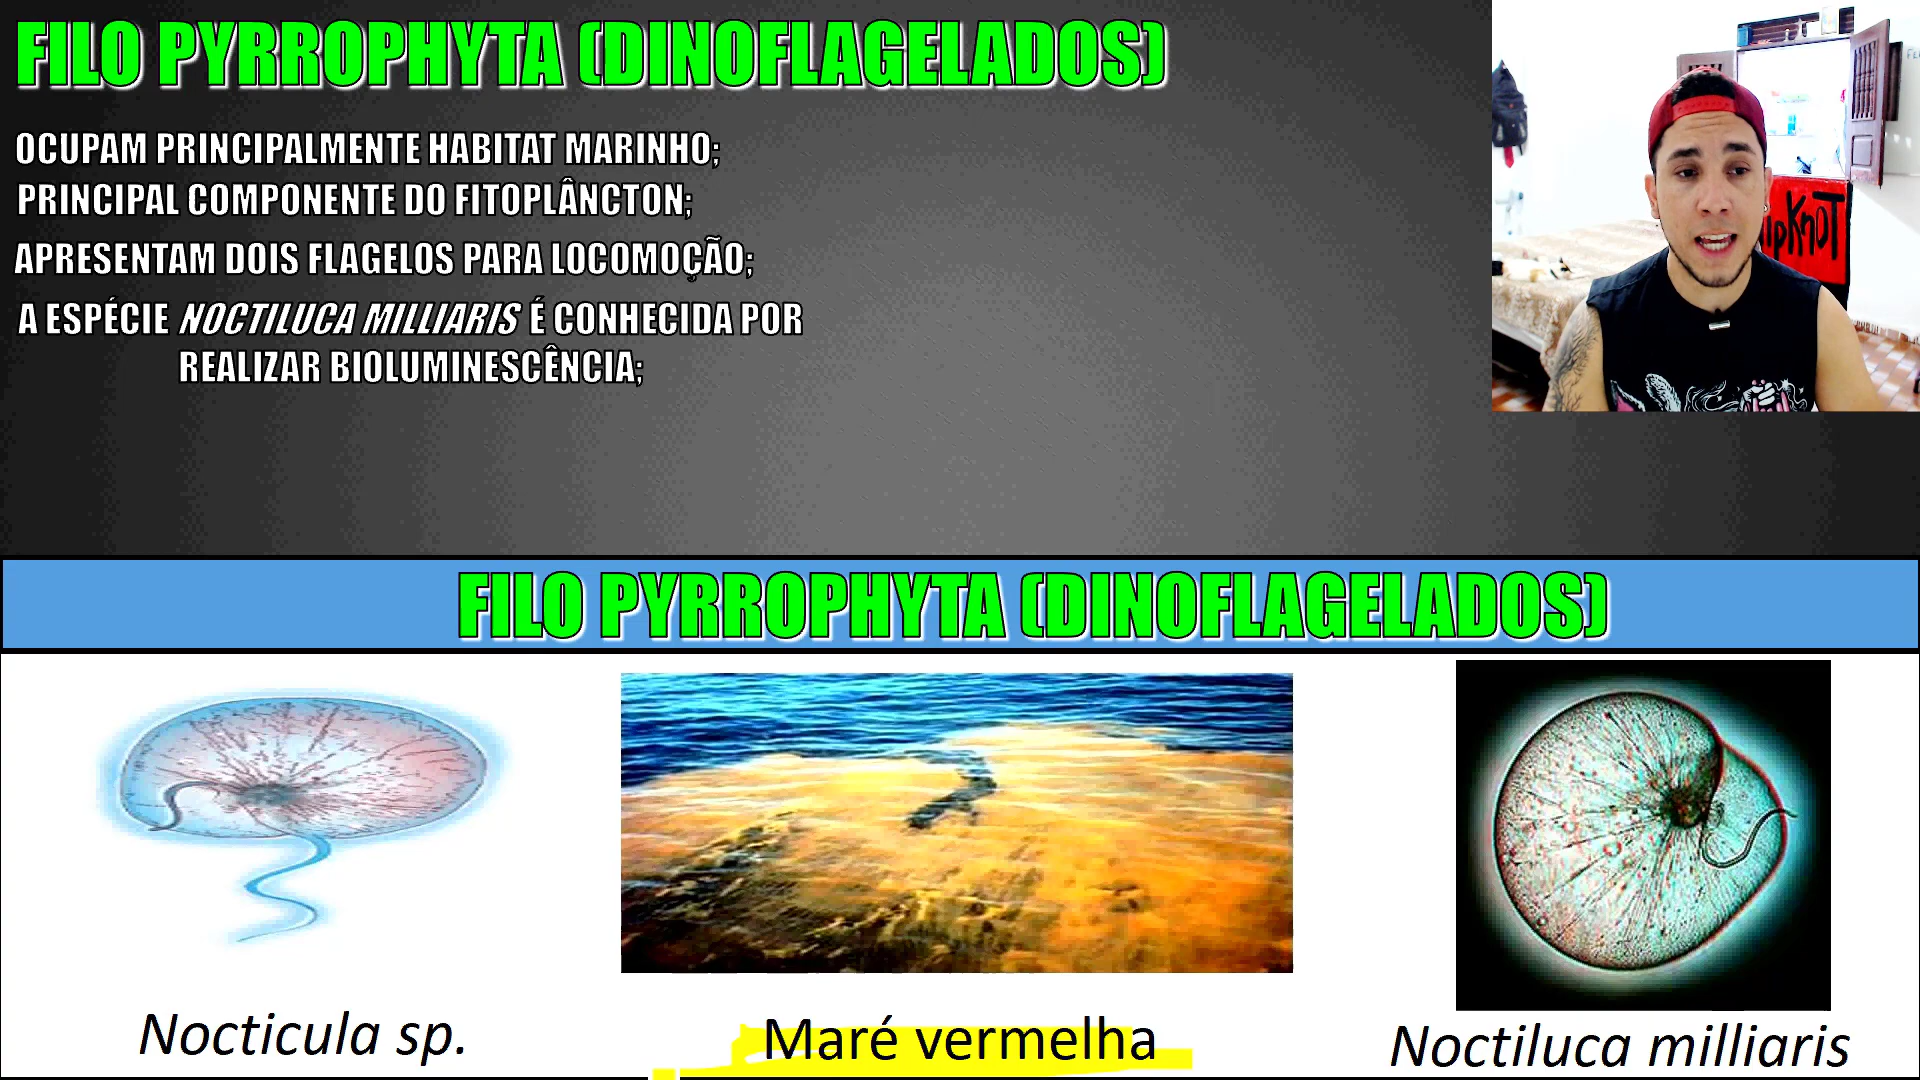 FILO PYRROPHYTA (DINOFLAGELADOS)
OCUPAM PRINCIPALMENTE HABITAT MARINHO;
PRINCIPAL COMPONENTE DO FITOPLÂNCTON;
APRESENTAM DOIS FLAGELOS PARA LOCOMOÇÃO;
A ESPÉCIE NOCTILUCA MILLIARIS É CONHECIDA POR
REALIZAR BIOLUMINESCÊNCIA;
FILO PYRROPHYTA (DINOFLAGELADOS)
Nocticula sp.
Maré vermelha
Noctiluca milliaris